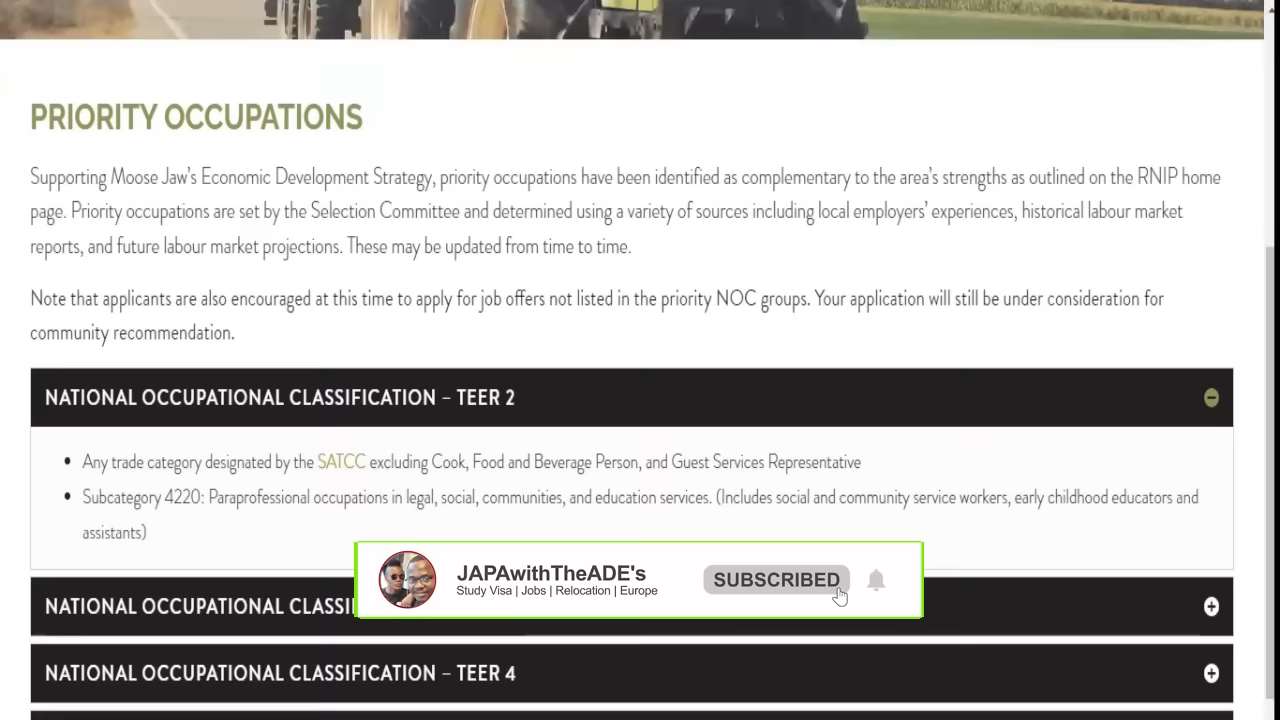 PRIORITY OCCUPATIONS
Supporting Moose Jaw's Economic Development Strategy, priority occupations have been identified as complementary to the area's strengths as outlined on the RNIP home
page. Priority occupations are set by the Selection Committee and determined using a variety of sources including local employers' experiences, historical labour market
reports, and future labour market projections. These may be updated from time to time.
Note that applicants are also encouraged at this time to apply for job offers not listed in the priority NOC groups. Your application will still be under consideration for
community recommendation.
NATIONAL OCCUPATIONAL CLASSIFICATION – TEER 2
• Any trade category designated by the SATCC excluding Cook, Food and Beverage Person, and Guest Services Representative
• Subcategory 4220: Paraprofessional occupations in legal, social, communities, and education services. (Includes social and community service workers, early childhood educators and
assistants)
JAPAwithTheADE's
Study Visa | Jobs | Relocation | Europe
SUBSCRIBED
NATIONAL OCCUPATIONAL
NATIONAL OCCUPATIONAL CLASSIFICATION – TEER 4